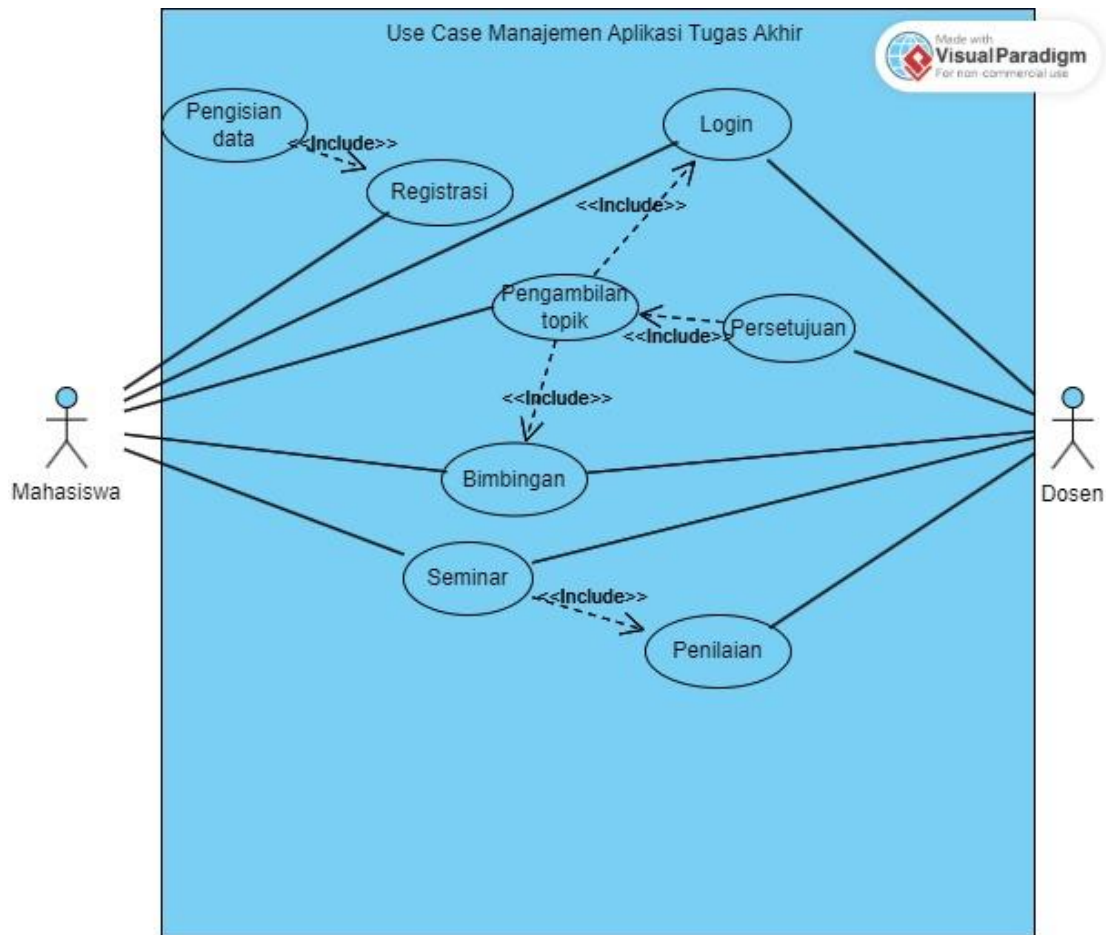 Use Case Manajemen Aplikasi Tugas Akhir
Made with
Visual Paradigm
For non-commercial use
Pengisian
data
<<Include>>
Login
Registrasi
<<Include>>
Pengambilan
topik
<<Include>>
Persetujuan
<<Include>>
Mahasiswa
Bimbingan
Dosen
Seminar
<<Include>>
Penilaian